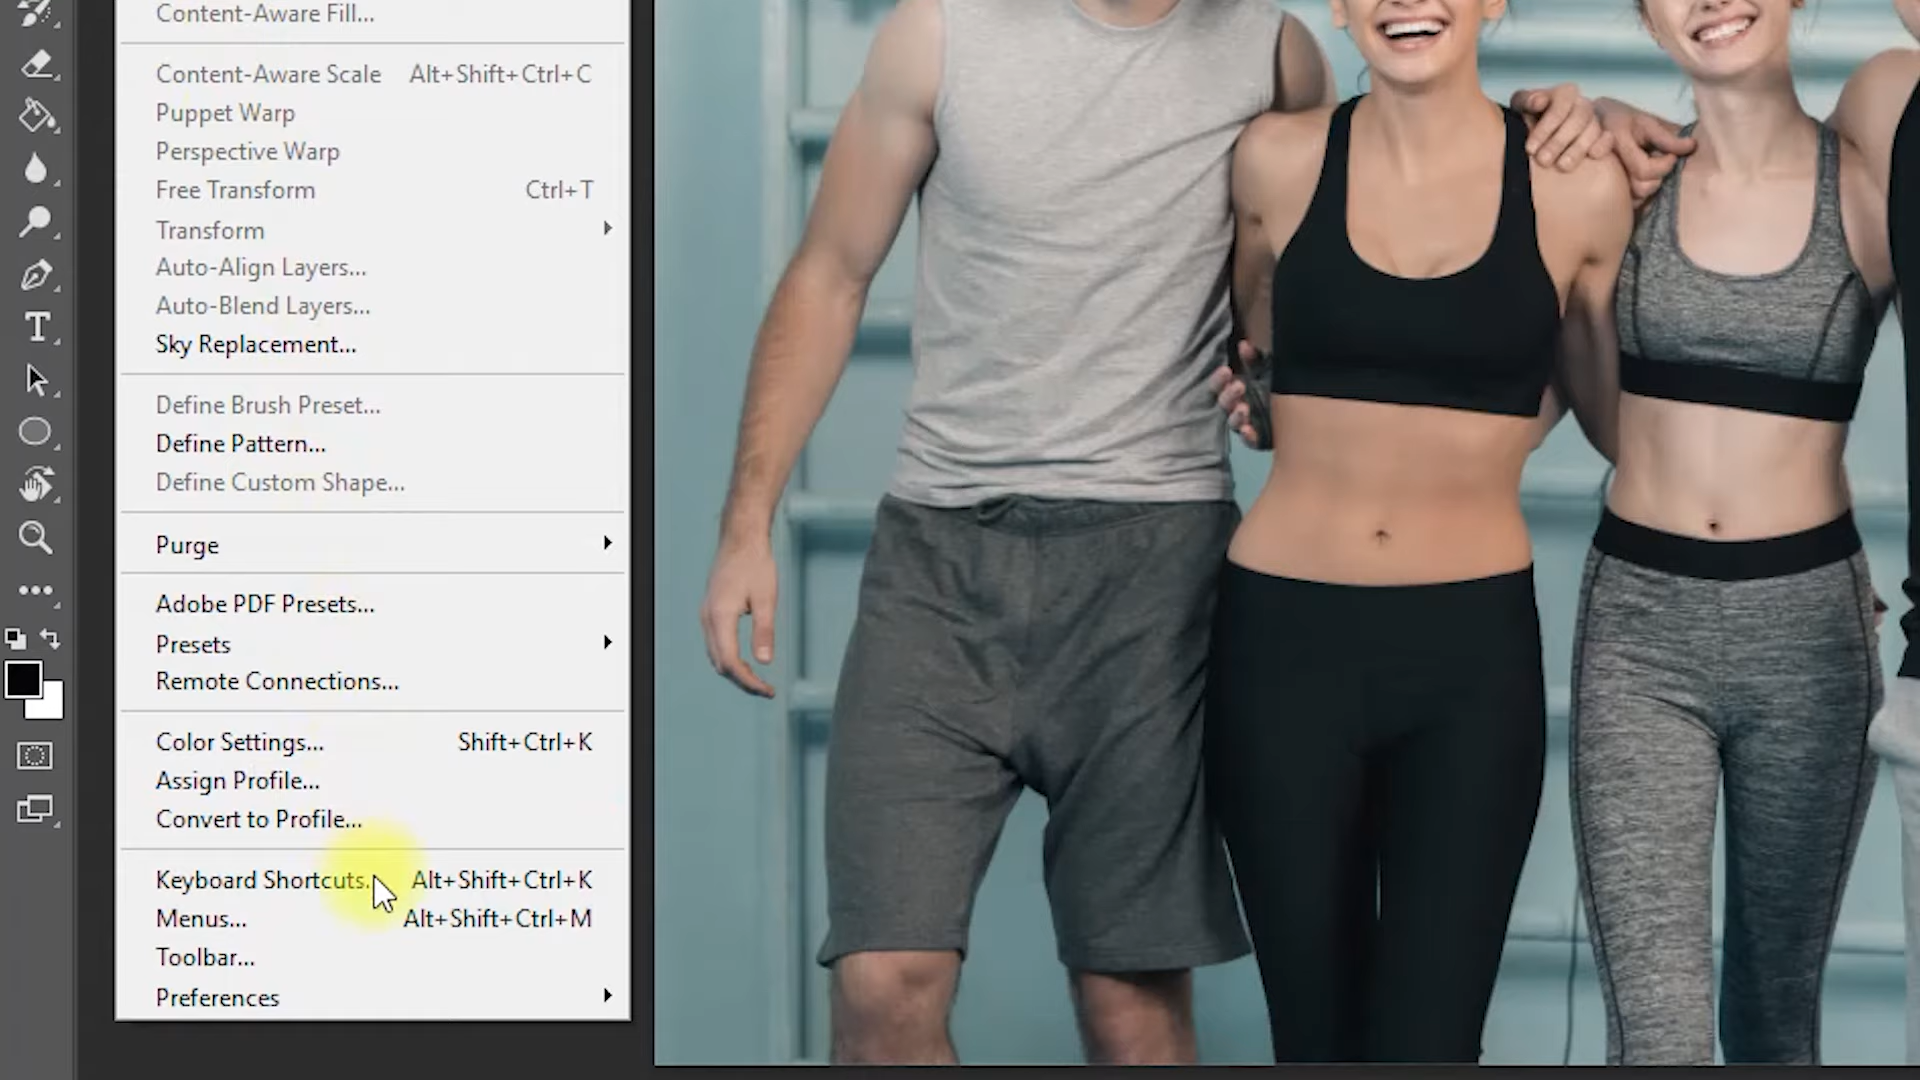 Content-Aware Fill...
Content-Aware Scale Alt+Shift+Ctrl+C
Puppet Warp
Perspective Warp
Free Transform Ctrl+T
Transform
Auto-Align Layers...
Auto-Blend Layers...
Sky Replacement...
Define Brush Preset...
Define Pattern...
Define Custom Shape...
Purge
Adobe PDF Presets...
Presets
Remote Connections...
Color Settings... Shift+Ctrl+K
Assign Profile...
Convert to Profile...
Keyboard Shortcuts... Alt+Shift+Ctrl+K
Menus... Alt+Shift+Ctrl+M
Toolbar...
Preferences